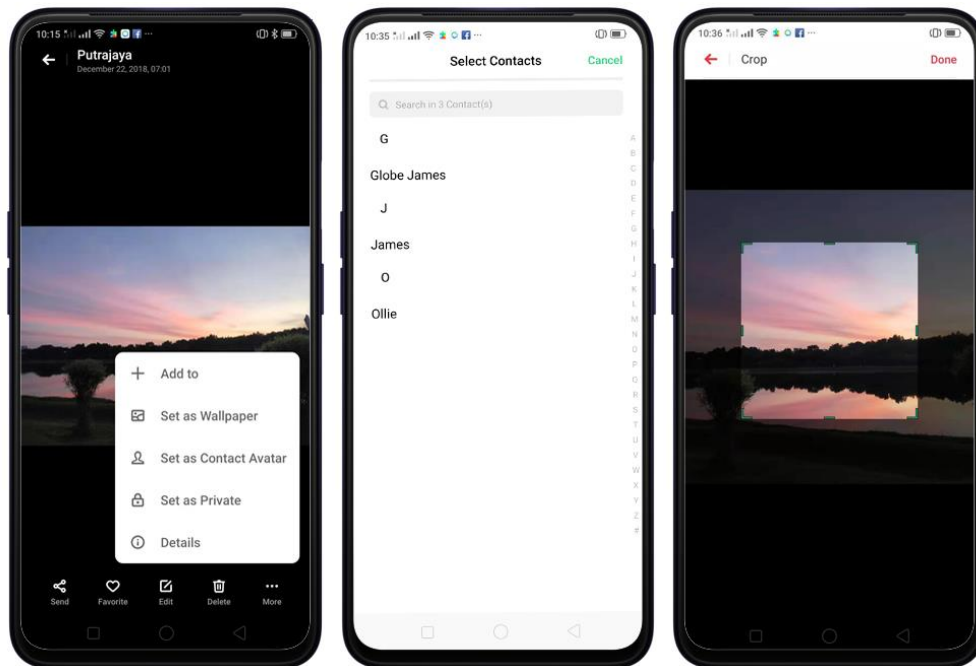 10:15
Putrajaya
December 22, 2018, 07:01
Add to
Set as Wallpaper
Set as Contact Avatar
Set as Private
Details
Send Favorite Edit Delete More
10:35
Select Contacts Cancel
Search in 3 Contact(s)
G
Globe James
J
James
O
Ollie
A
B
C
D
E
F
G
H
I
J
K
L
M
N
O
P
Q
R
S
T
U
V
W
X
Y
Z
#
10:36
Crop Done